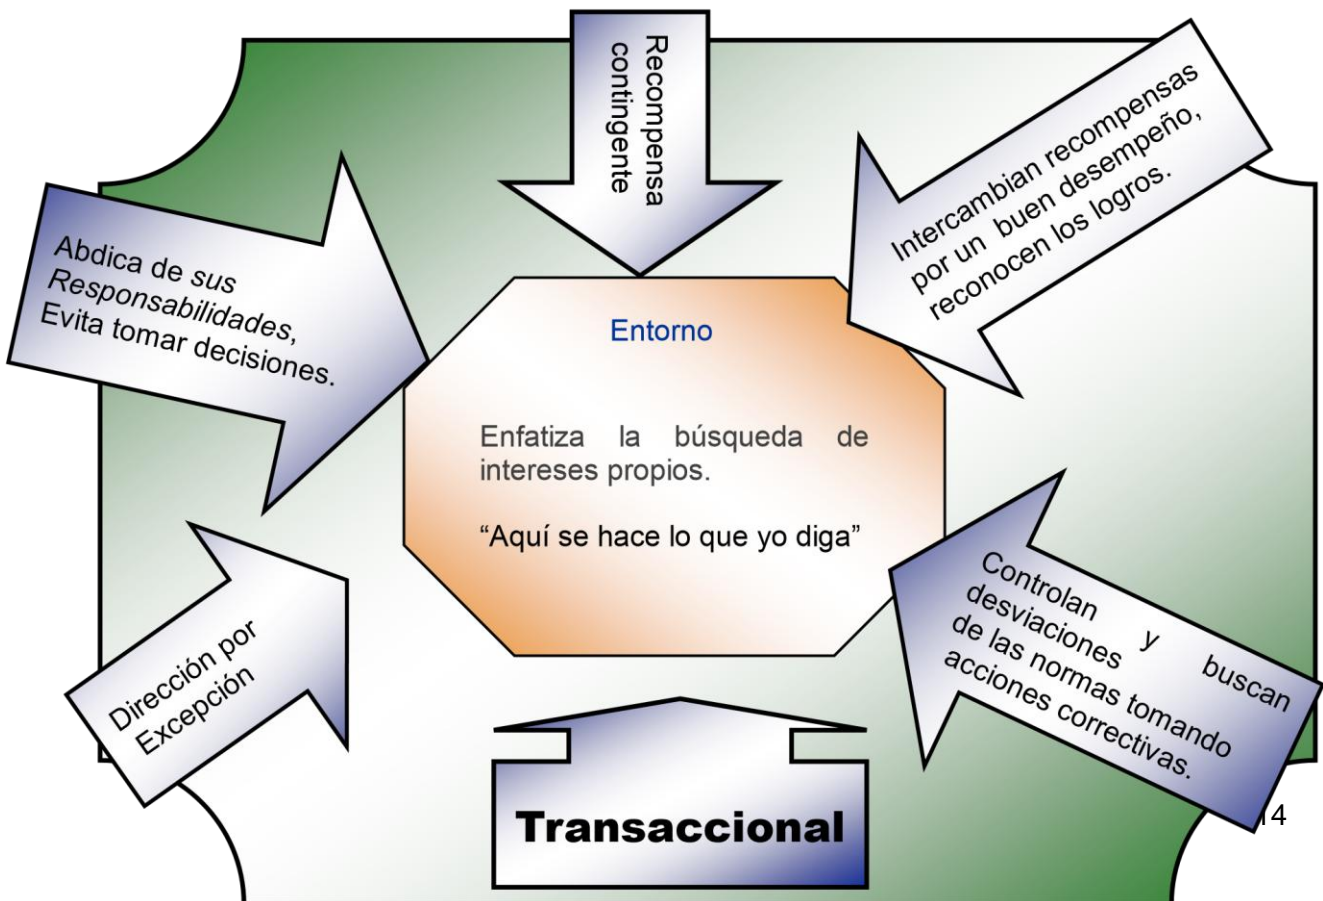 Recompensa
contingente
Intercambian recompensas
por un buen desempeño,
reconocen los logros.
Abdica de sus
Responsabilidades,
Evita tomar decisiones.
Entorno
Enfatiza la búsqueda de
intereses propios.
“Aquí se hace lo que yo diga”
Dirección por
Excepción
Controlan y buscan
desviaciones
de las normas tomando
acciones correctivas.
Transaccional
14